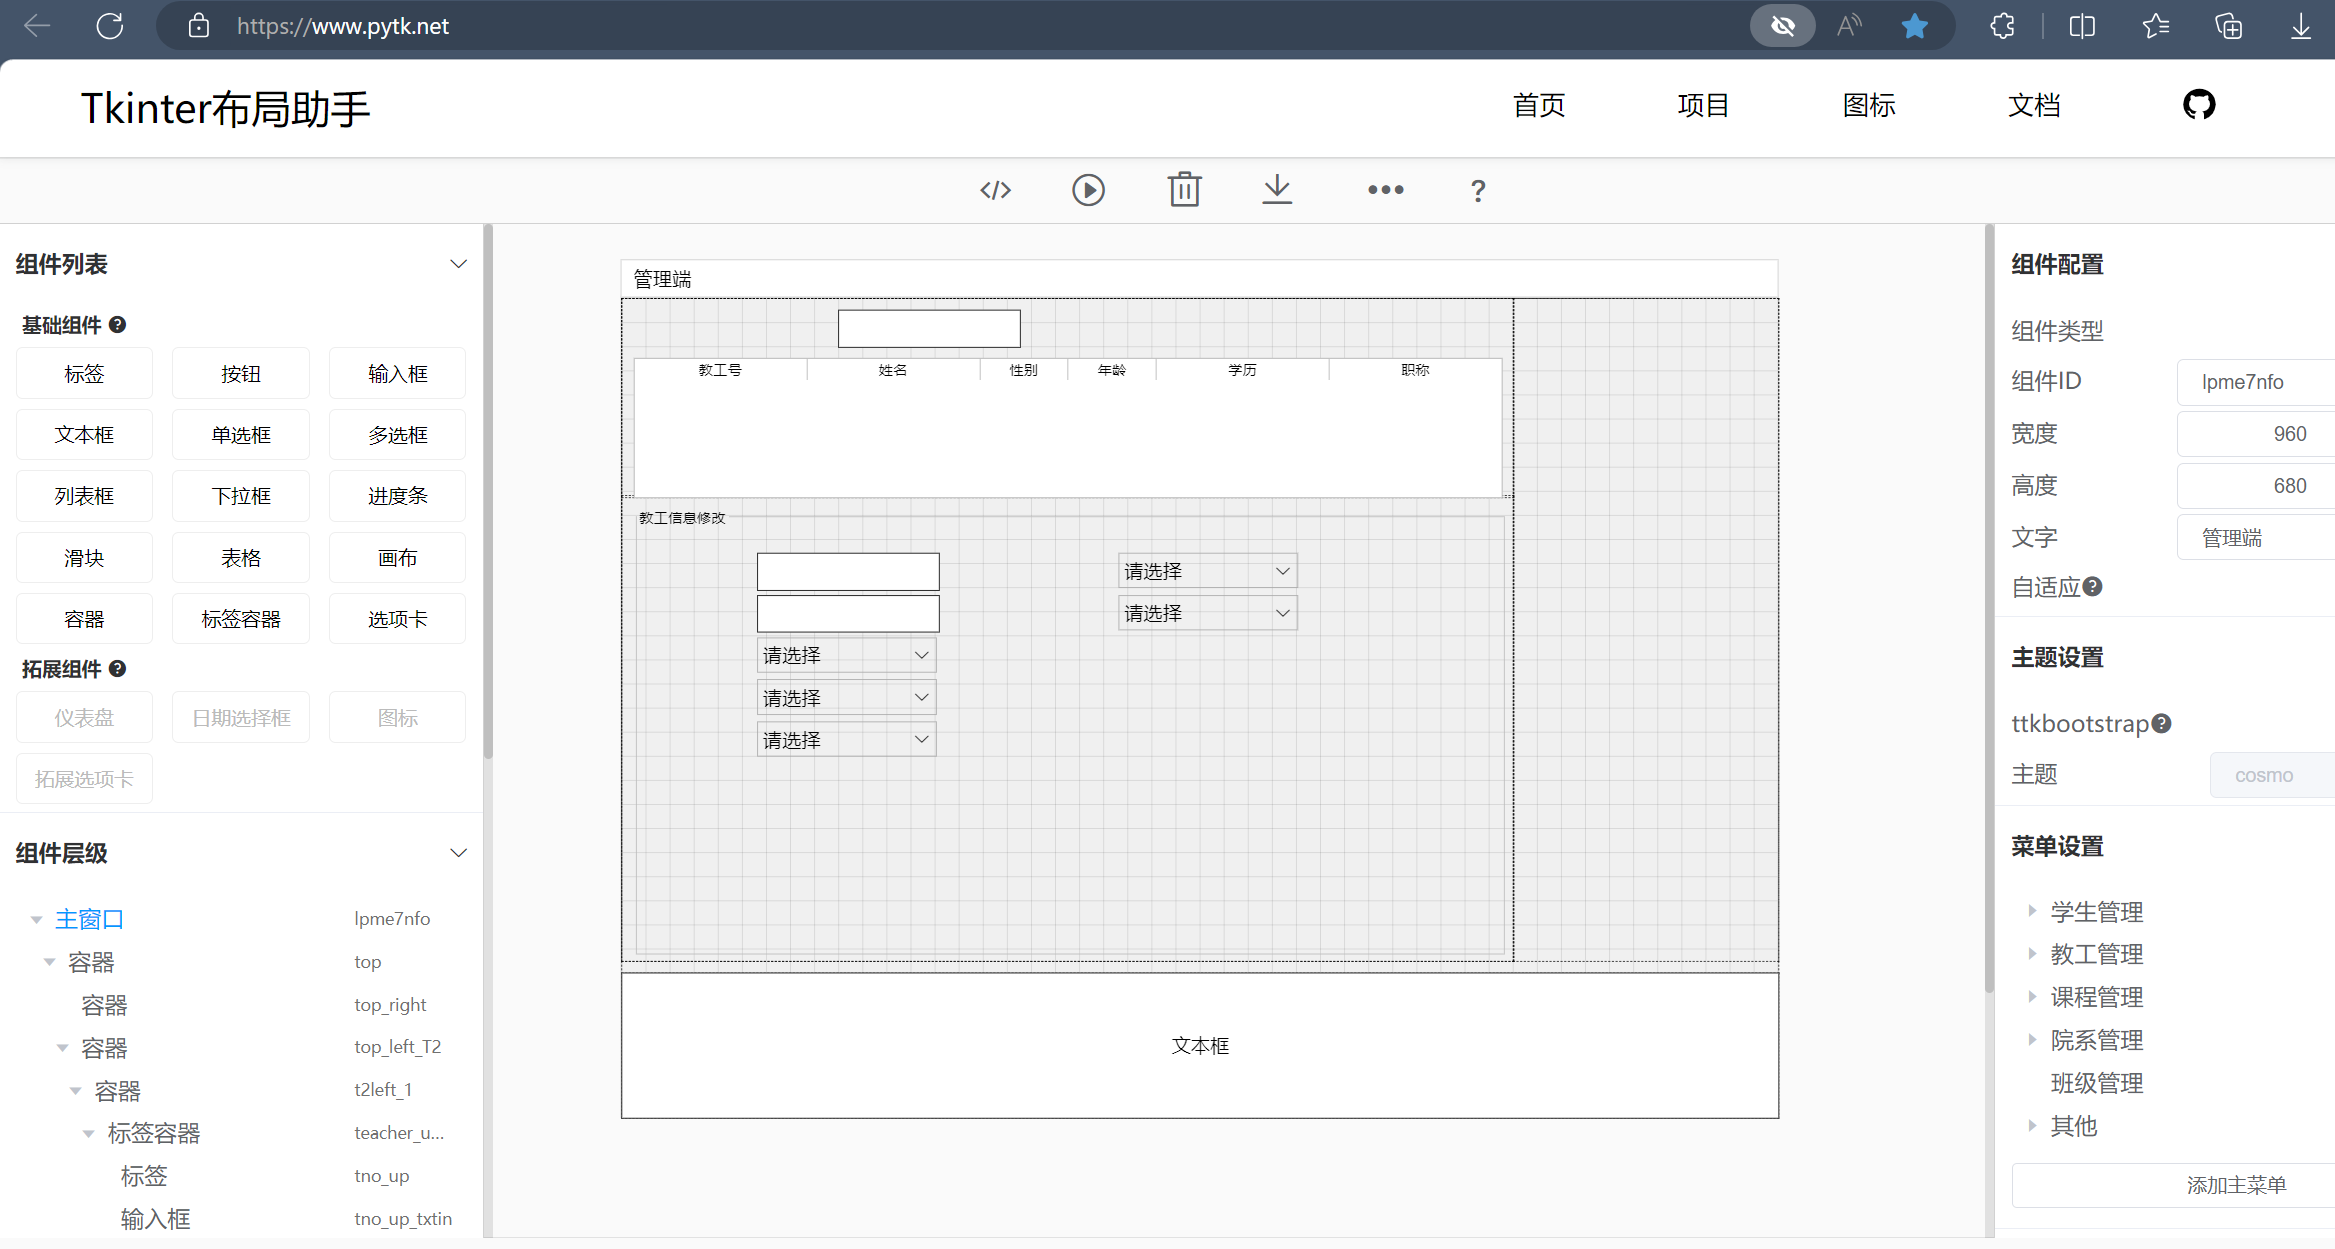 https://www.pytk.net
Tkinter布局助手
首页 项目 图标 文档
</> ?
组件列表
基础组件
标签 按钮 输入框
文本框 单选框 多选框
列表框 下拉框 进度条
滑块 表格 画布
容器 标签容器 选项卡
拓展组件
仪表盘 日期选择框 图标
拓展选项卡
组件层级
主窗口 lpme7nfo
容器 top
容器 top_right
容器 top_left_T2
容器 t2left_1
标签容器 teacher_u...
标签 tno_up
输入框 tno_up_txtin
管理端
教工号 姓名 性别 年龄 学历 职称
教工信息修改
请选择
请选择
请选择
请选择
请选择
文本框
组件配置
组件类型
组件ID lpme7nfo
宽度 960
高度 680
文字 管理端
自适应
主题设置
ttkbootstrap
主题 cosmo
菜单设置
学生管理
教工管理
课程管理
院系管理
班级管理
其他
添加主菜单